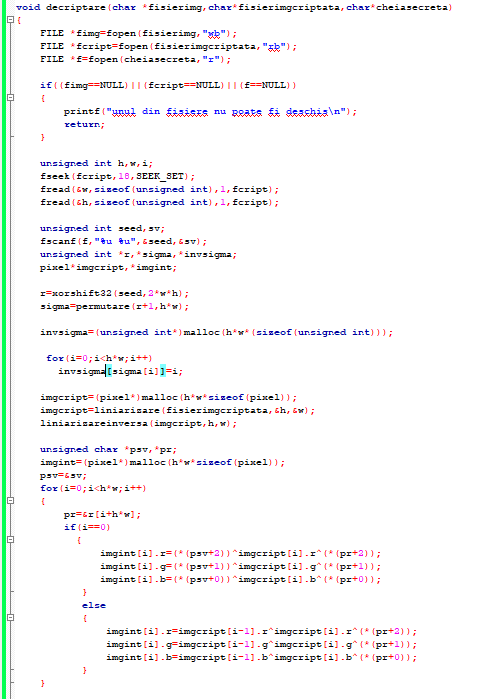 void decriptare(char *fisierimg,char*fisierimgcriptata,char*cheiasecreta)
{
FILE *fimg=fopen(fisierimg,"wb");
FILE *fcript=fopen(fisierimgcriptata,"rb");
FILE *f=fopen(cheiasecreta,"r");
if((fimg==NULL)||(fcript==NULL)||(f==NULL))
{
printf("unul din fisiere nu poate fi deschis\n");
return;
}
unsigned int h,w,i;
fseek(fcript,18,SEEK_SET);
fread(&w,sizeof(unsigned int),1,fcript);
fread(&h,sizeof(unsigned int),1,fcript);
unsigned int seed,sv;
fscanf(f,"%u %u",&seed,&sv);
unsigned int *r,*sigma,*invsigma;
pixel*imgcript,*imgint;
r=xorshift32(seed,2*w*h);
sigma=permutare(r+1,h*w);
invsigma=(unsigned int*)malloc(h*w*(sizeof(unsigned int)));
for(i=0;i<h*w;i++)
invsigma[sigma[i]]=i;
imgcript=(pixel*)malloc(h*w*sizeof(pixel));
imgcript=liniarizare(fisierimgcriptata,&h,&w);
liniarizareinversa(imgcript,h,w);
unsigned char *psv,*pr;
imgint=(pixel*)malloc(h*w*sizeof(pixel));
psv=&sv;
for(i=0;i<h*w;i++)
{
pr=&r[i+h*w];
if(i==0)
{
imgint[i].r=(*(psv+2))^imgcript[i].r^(*(pr+2));
imgint[i].g=(*(psv+1))^imgcript[i].g^(*(pr+1));
imgint[i].b=(*(psv+0))^imgcript[i].b^(*(pr+0));
}
else
{
imgint[i].r=imgcript[i-1].r^imgcript[i].r^(*(pr+2));
imgint[i].g=imgcript[i-1].g^imgcript[i].g^(*(pr+1));
imgint[i].b=imgcript[i-1].b^imgcript[i].b^(*(pr+0));
}
}